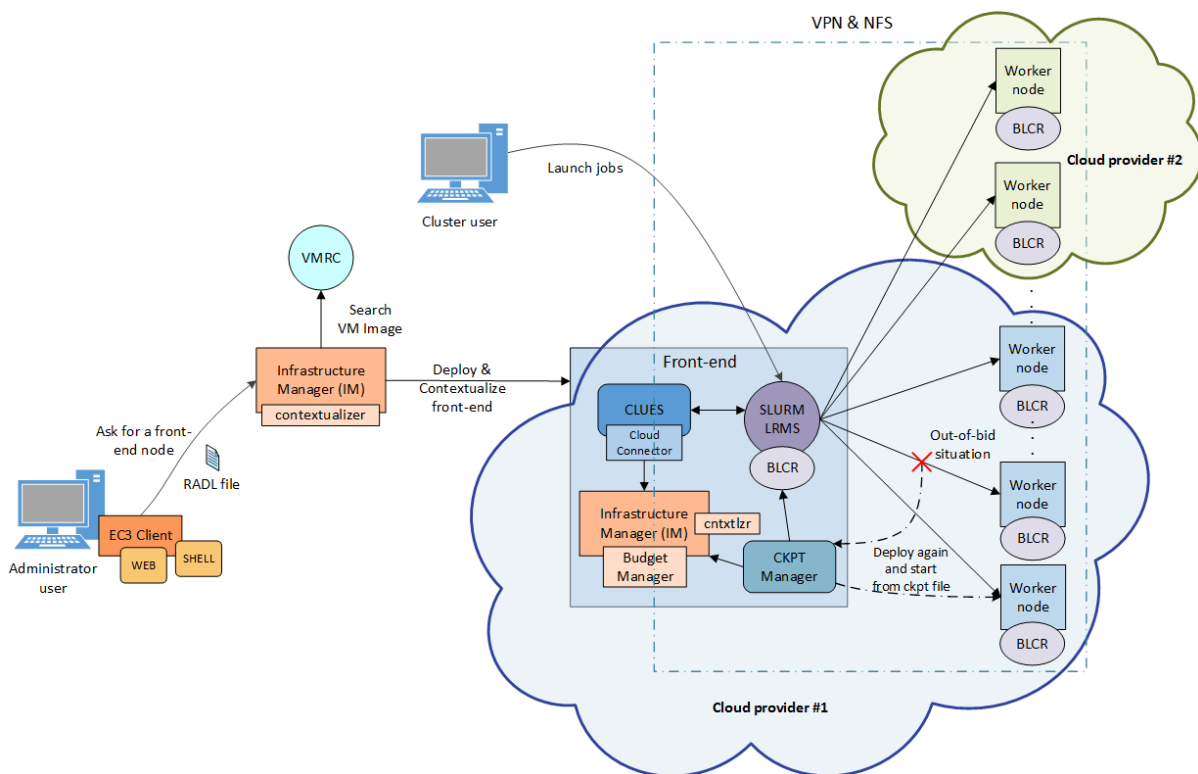 VPN & NFS
Worker
node
BLCR
Cloud provider #2
Worker
node
BLCR
Launch jobs
Cluster user
VMRC
Search
VM Image
Infrastructure
Manager (IM)
contextualizer
Deploy &
Contextualize
front-end
Ask for a front-
end node
RADL file
EC3 Client
WEB
SHELL
Administrator
user
Front-end
CLUES
Cloud
Connector
SLURM
LRMS
BLCR
Infrastructure
Manager (IM)
cntxtlzr
Budget
Manager
CKPT
Manager
Worker
node
BLCR
Out-of-bid
situation
Worker
node
BLCR
Deploy again
and start
from ckpt file
Worker
node
BLCR
Cloud provider #1